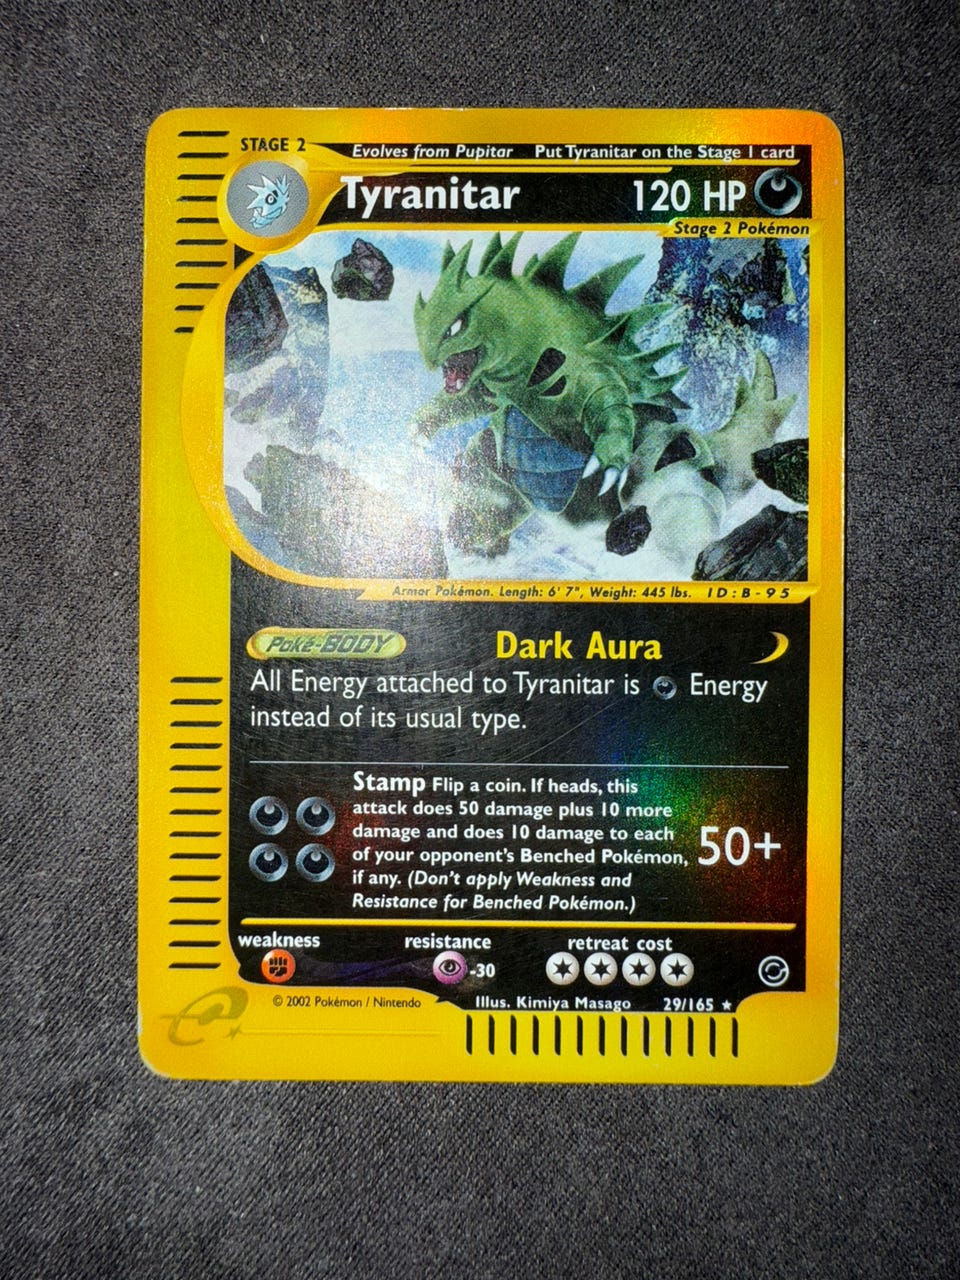 STAGE 2
Evolves from Pupitar Put Tyranitar on the Stage 1 card
Tyranitar 120 HP
Stage 2 Pokémon
Armor Pokémon. Length: 6' 7", Weight: 445 lbs. ID: B-95
Poké-BODY Dark Aura
All Energy attached to Tyranitar is Energy
instead of its usual type.
Stamp Flip a coin. If heads, this
attack does 50 damage plus 10 more
damage and does 10 damage to each
of your opponent's Benched Pokémon,
if any. (Don't apply Weakness and
Resistance for Benched Pokémon.)
50+
weakness resistance retreat cost
-30
© 2002 Pokémon / Nintendo Illus. Kimiya Masago 29/165 ★
e